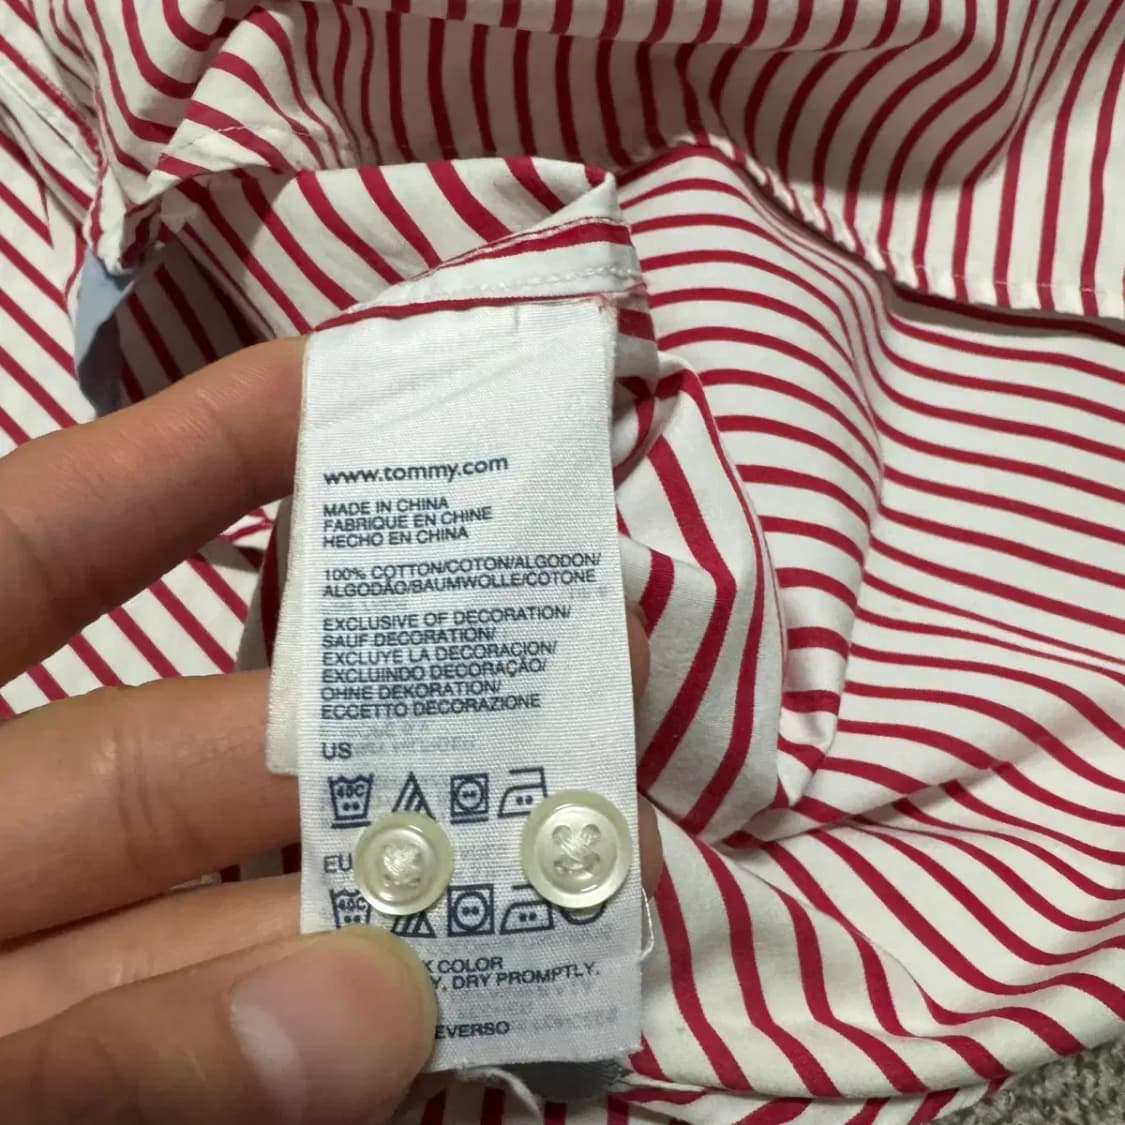 www.tommy.com
MADE IN CHINA
FABRIQUE EN CHINE
HECHO EN CHINA
100% COTTON/COTON/ALGODON/
ALGODÃO/BAUMWOLLE/COTONE
EXCLUSIVE OF DECORATION/
SAUF DECORATION/
EXCLUYE LA DECORACION/
EXCLUINDO DECORAÇÃO/
OHNE DEKORATION/
ECCETTO DECORAZIONE
US
40C
EU
40C
COLOR
DRY PROMPTLY.
EVERSO